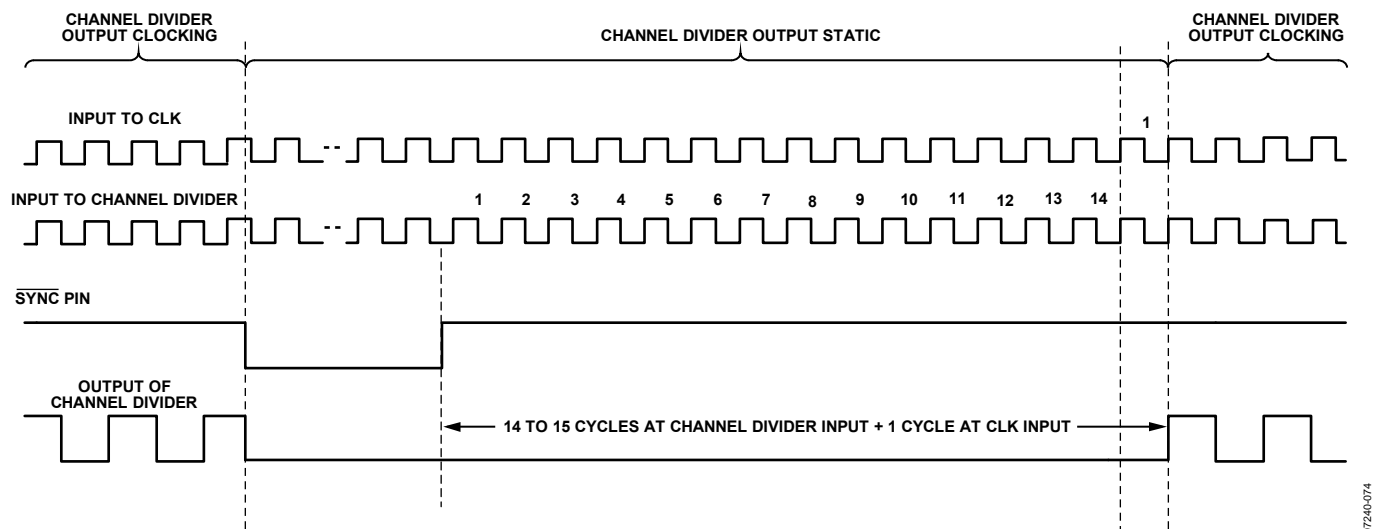 CHANNEL DIVIDER
OUTPUT CLOCKING
CHANNEL DIVIDER OUTPUT STATIC
CHANNEL DIVIDER
OUTPUT CLOCKING
INPUT TO CLK
1
INPUT TO CHANNEL DIVIDER
1 2 3 4 5 6 7 8 9 10 11 12 13 14
SYNC PIN
OUTPUT OF
CHANNEL DIVIDER
14 TO 15 CYCLES AT CHANNEL DIVIDER INPUT + 1 CYCLE AT CLK INPUT
07240-074